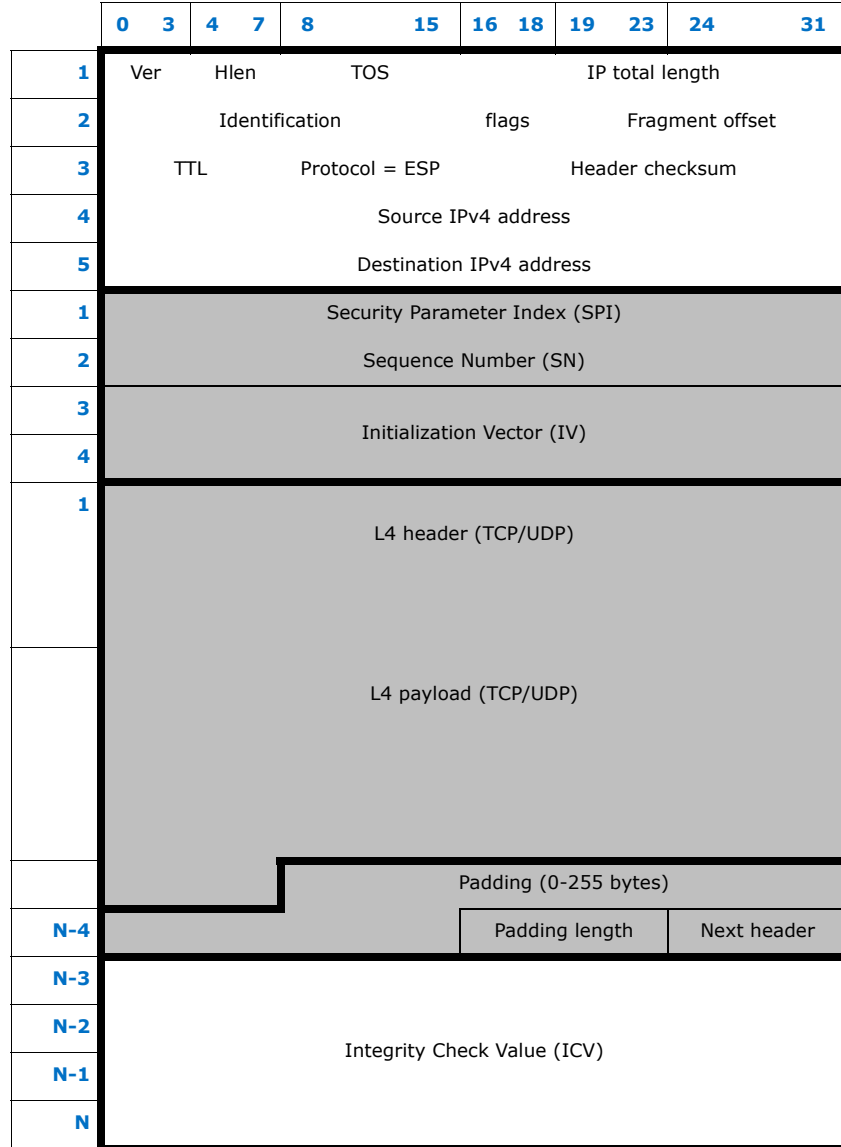 0 3 4 7 8 15 16 18 19 23 24 31
1 Ver Hlen TOS IP total length
2 Identification flags Fragment offset
3 TTL Protocol = ESP Header checksum
4 Source IPv4 address
5 Destination IPv4 address
1 Security Parameter Index (SPI)
2 Sequence Number (SN)
3
Initialization Vector (IV)
4
1
L4 header (TCP/UDP)
L4 payload (TCP/UDP)
Padding (0-255 bytes)
N-4 Padding length Next header
N-3
N-2
Integrity Check Value (ICV)
N-1
N